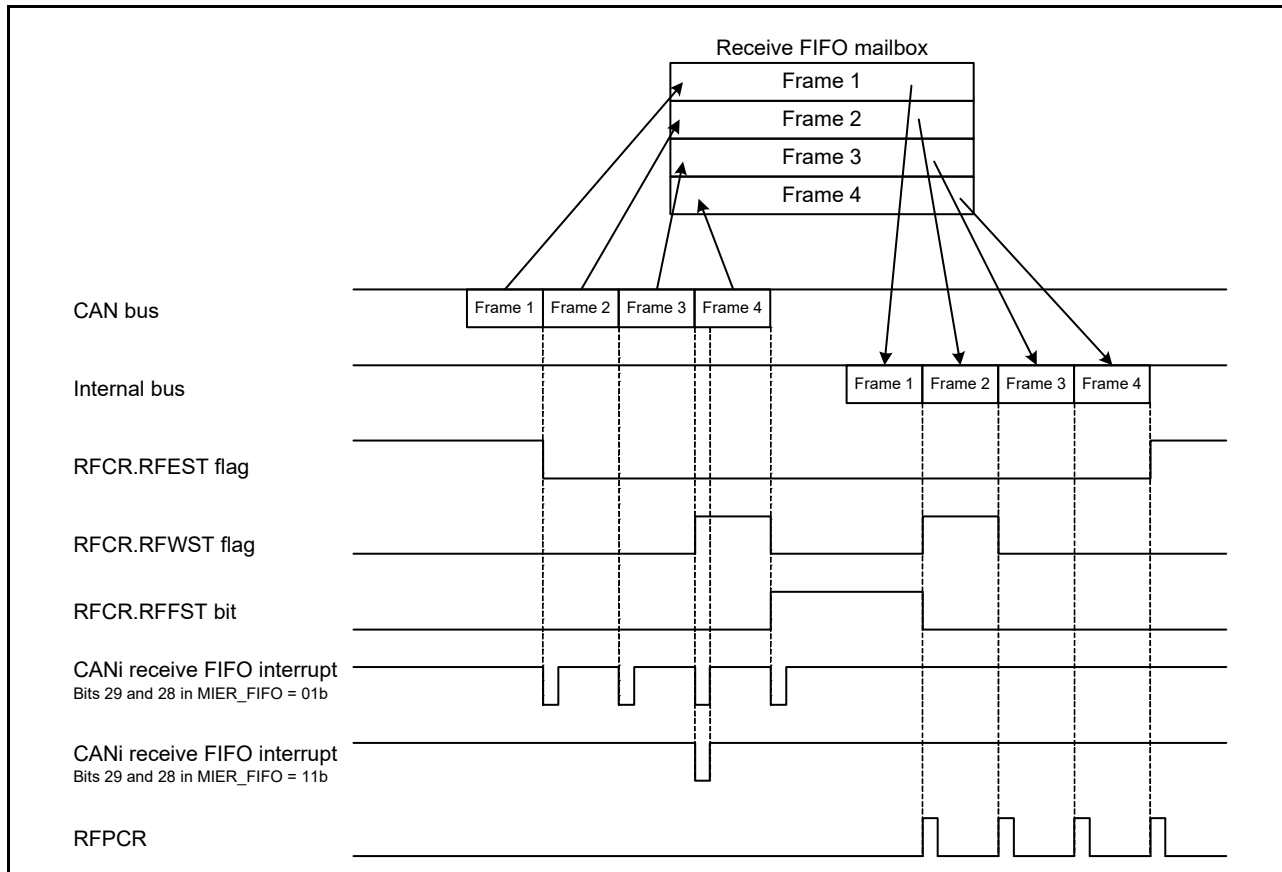 Receive FIFO mailbox
Frame 1
Frame 2
Frame 3
Frame 4
CAN bus
Frame 1 Frame 2 Frame 3 Frame 4
Internal bus
Frame 1 Frame 2 Frame 3 Frame 4
RFCR.RFEST flag
RFCR.RFWST flag
RFCR.RFFST bit
CANi receive FIFO interrupt
Bits 29 and 28 in MIER_FIFO = 01b
CANi receive FIFO interrupt
Bits 29 and 28 in MIER_FIFO = 11b
RFPCR